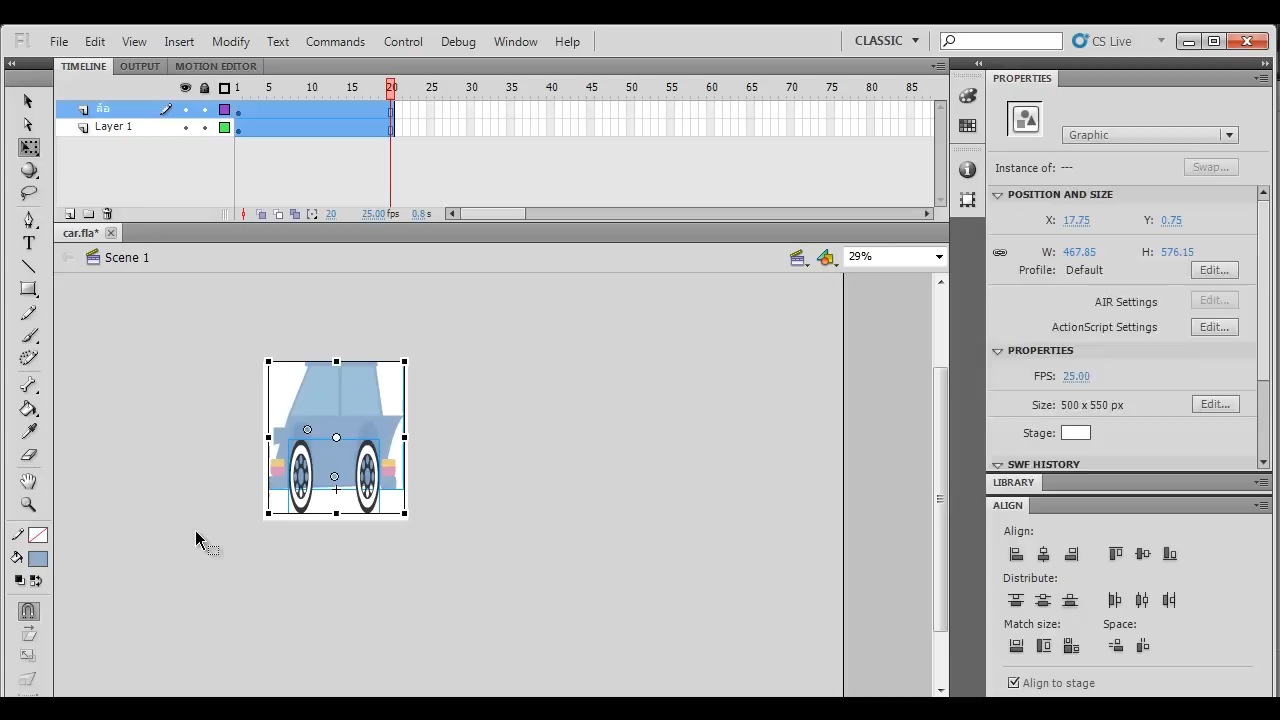 Fl File Edit View Insert Modify Text Commands Control Debug Window Help CLASSIC CS Live
TIMELINE OUTPUT MOTION EDITOR
1 5 10 15 20 25 30 35 40 45 50 55 60 65 70 75 80 85
ล้อ
Layer 1
20 25.00 fps 0.8 s
car.fla*
Scene 1 29%
PROPERTIES
Graphic
Instance of: --- Swap...
POSITION AND SIZE
X: 17.75 Y: 0.75
W: 467.85 H: 576.15
Profile: Default Edit...
AIR Settings Edit...
ActionScript Settings Edit...
PROPERTIES
FPS: 25.00
Size: 500 x 550 px Edit...
Stage:
SWF HISTORY
LIBRARY
ALIGN
Align:
Distribute:
Match size: Space:
Align to stage